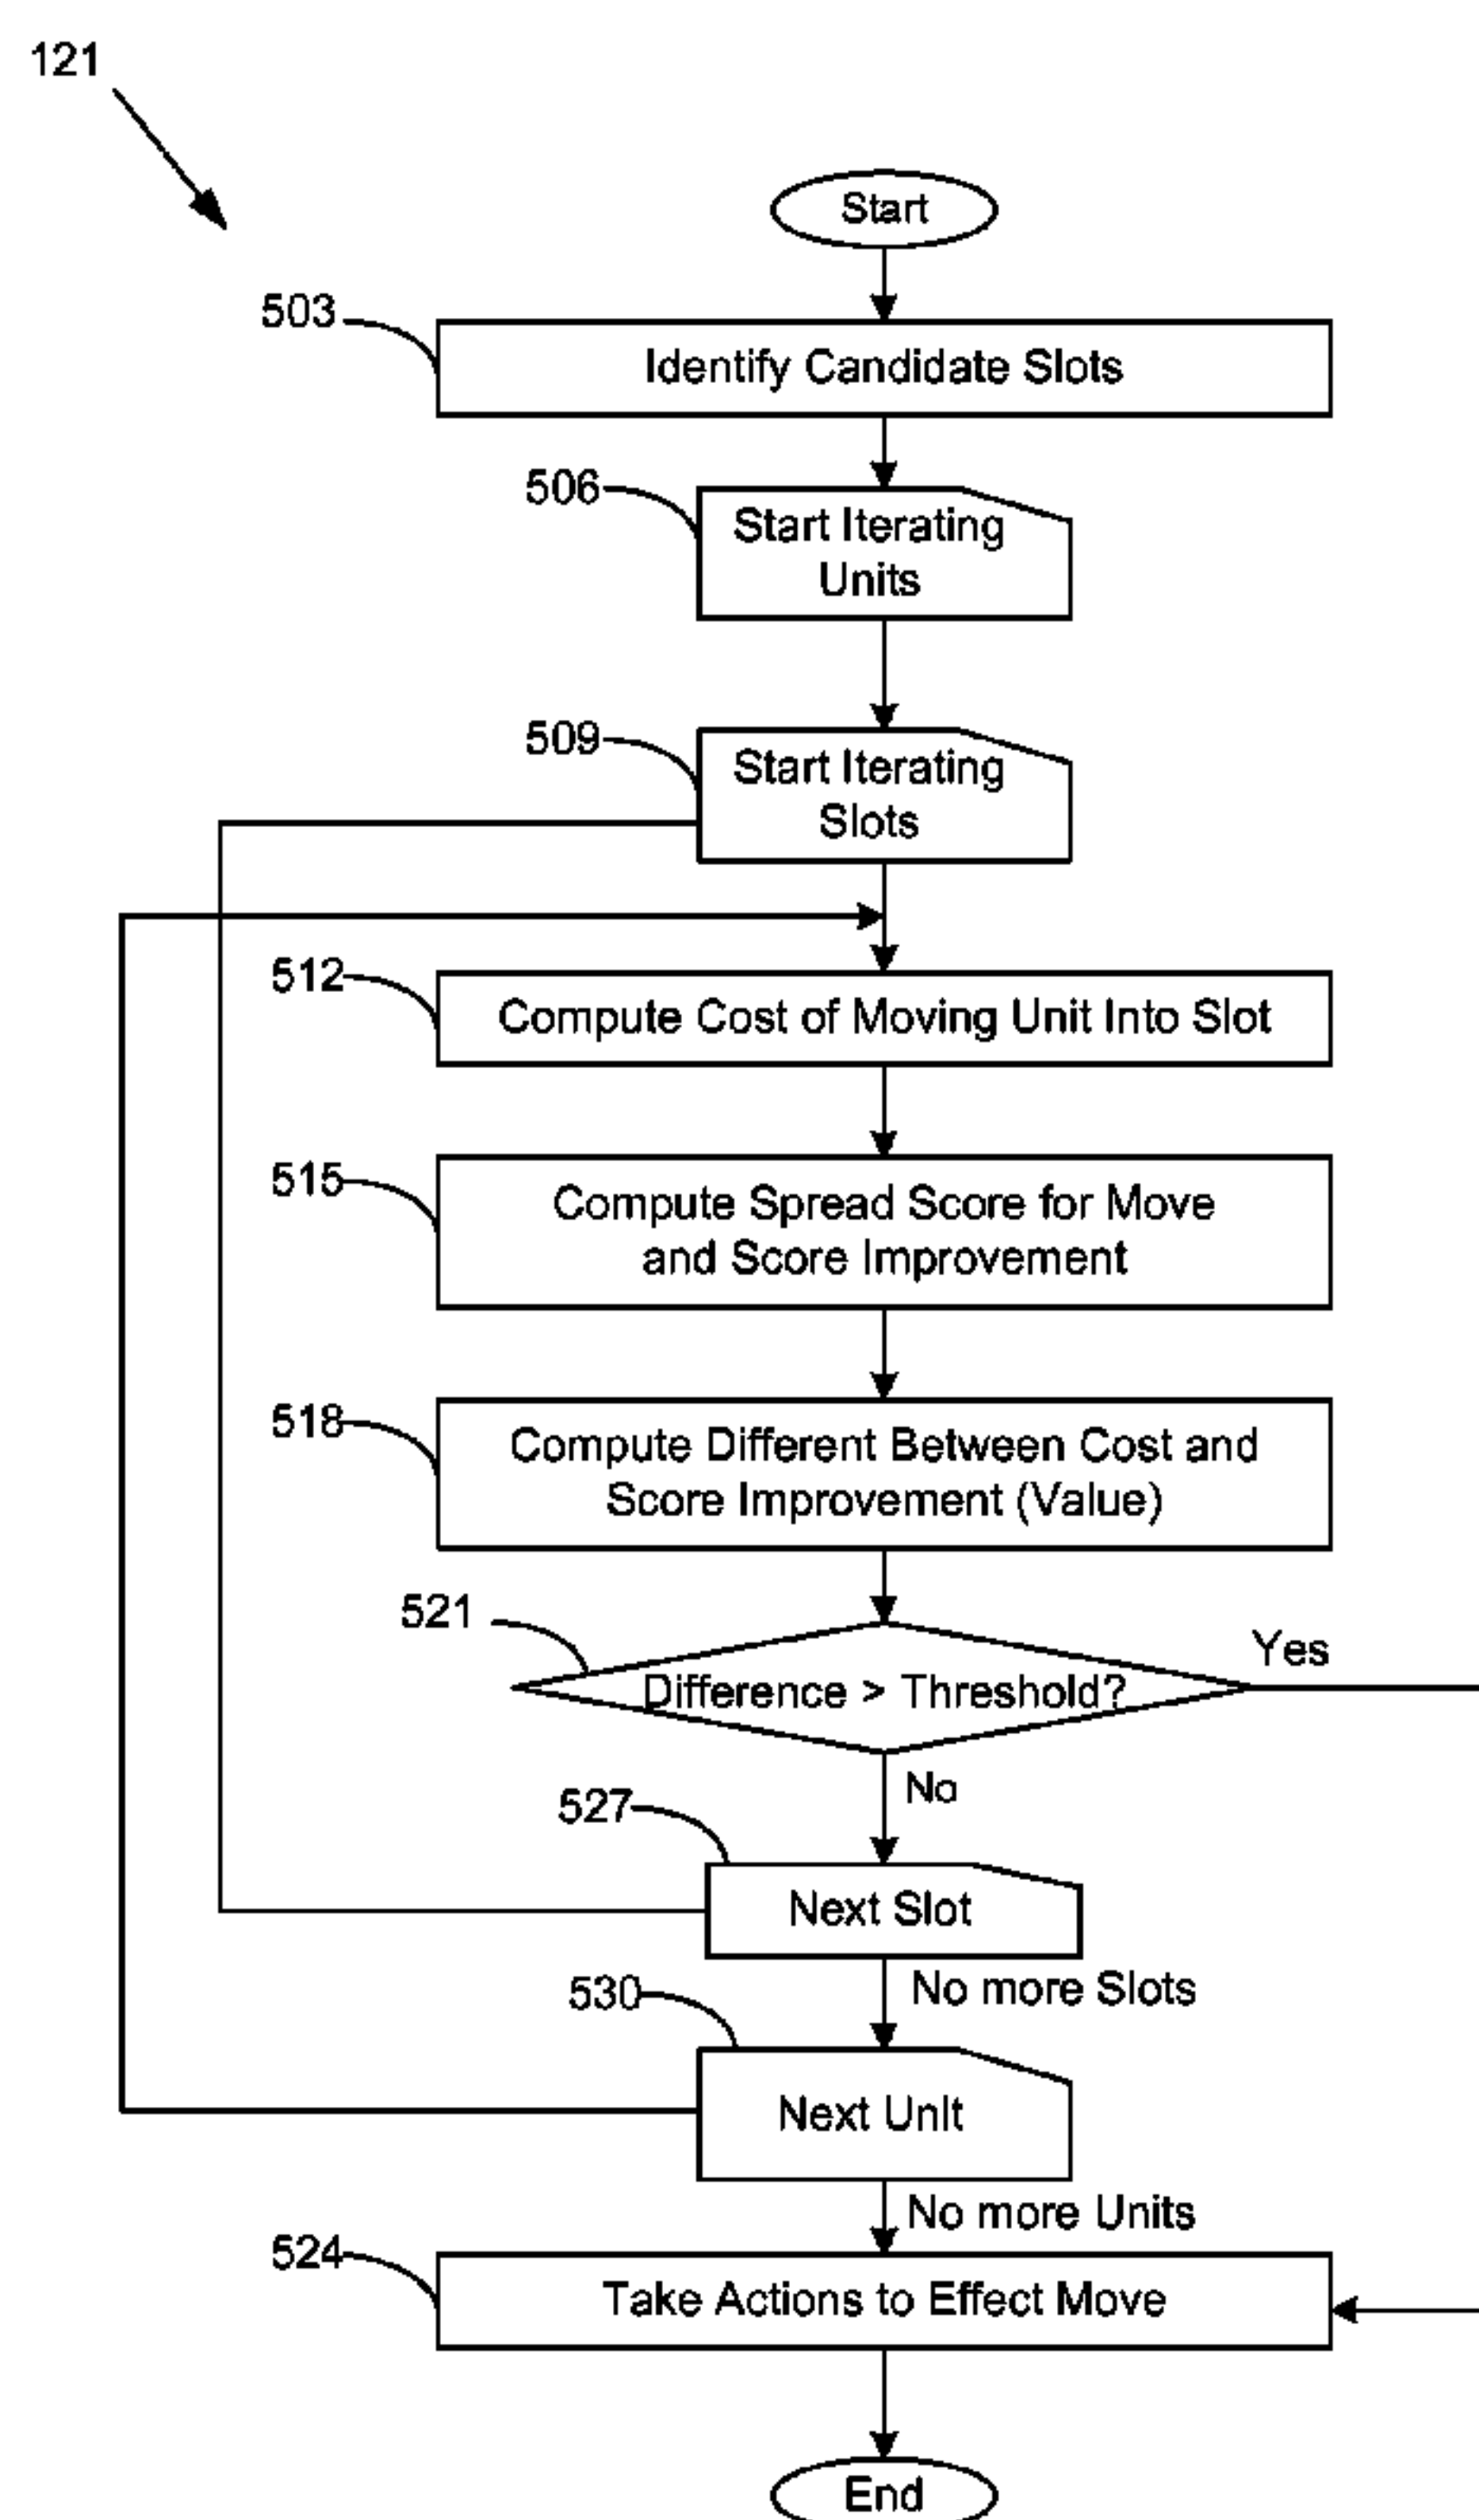 121
Start
503
Identify Candidate Slots
506
Start Iterating
Units
509
Start Iterating
Slots
512
Compute Cost of Moving Unit Into Slot
515
Compute Spread Score for Move
and Score Improvement
518
Compute Different Between Cost and
Score Improvement (Value)
521
Difference > Threshold?
Yes
No
527
Next Slot
No more Slots
530
Next Unit
No more Units
524
Take Actions to Effect Move
End